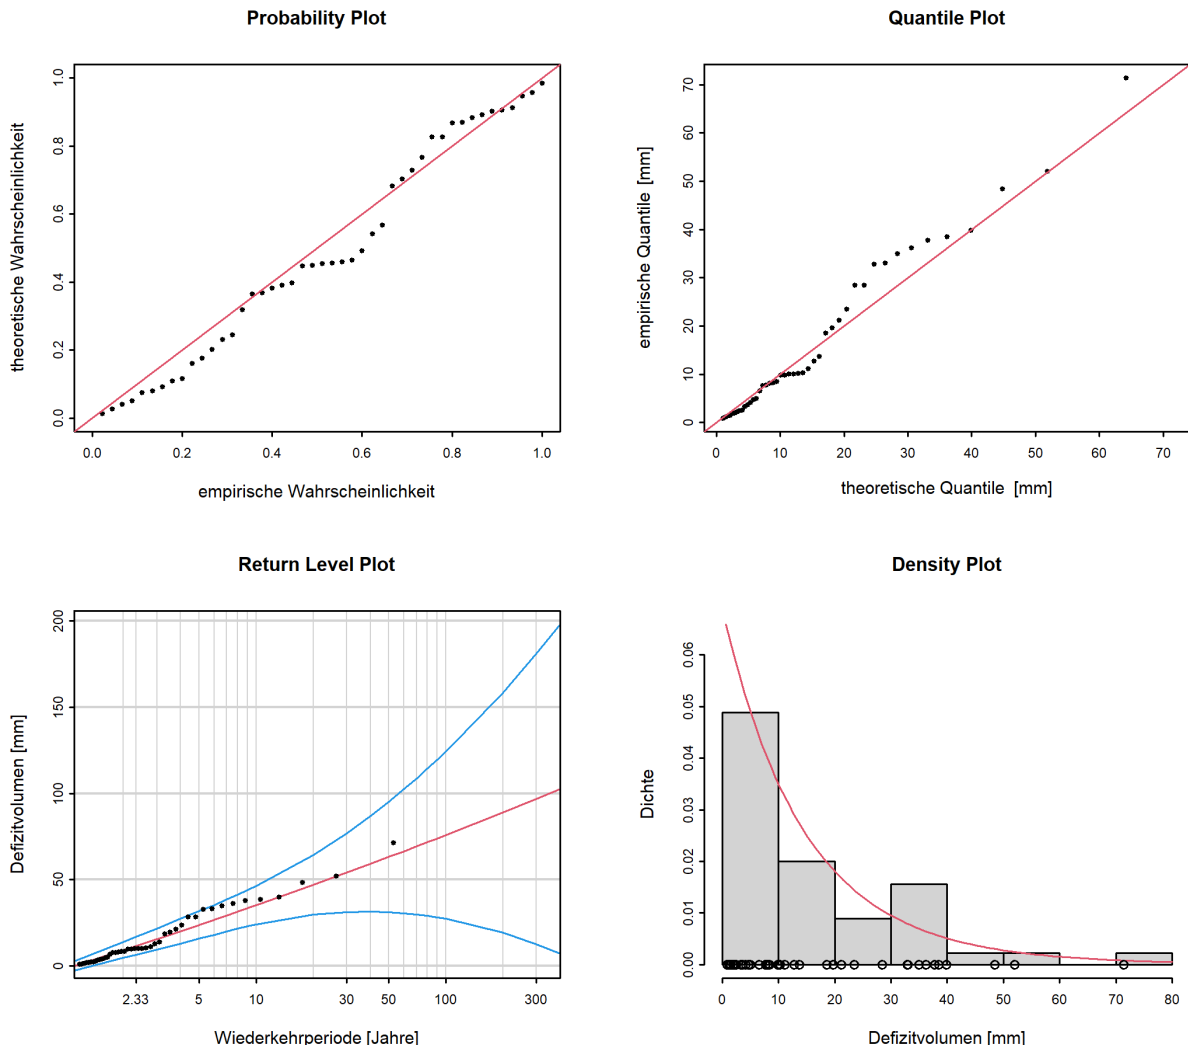 Probability Plot
theoretische Wahrscheinlichkeit
1.0
0.8
0.6
0.4
0.2
0.0
0.0 0.2 0.4 0.6 0.8 1.0
empirische Wahrscheinlichkeit
Quantile Plot
empirische Quantile [mm]
70
60
50
40
30
20
10
0
0 10 20 30 40 50 60 70
theoretische Quantile [mm]
Return Level Plot
Defizitvolumen [mm]
200
150
100
50
0
2.33 5 10 30 50 100 300
Wiederkehrperiode [Jahre]
Density Plot
Dichte
0.06
0.05
0.04
0.03
0.02
0.01
0.00
0 10 20 30 40 50 60 70 80
Defizitvolumen [mm]